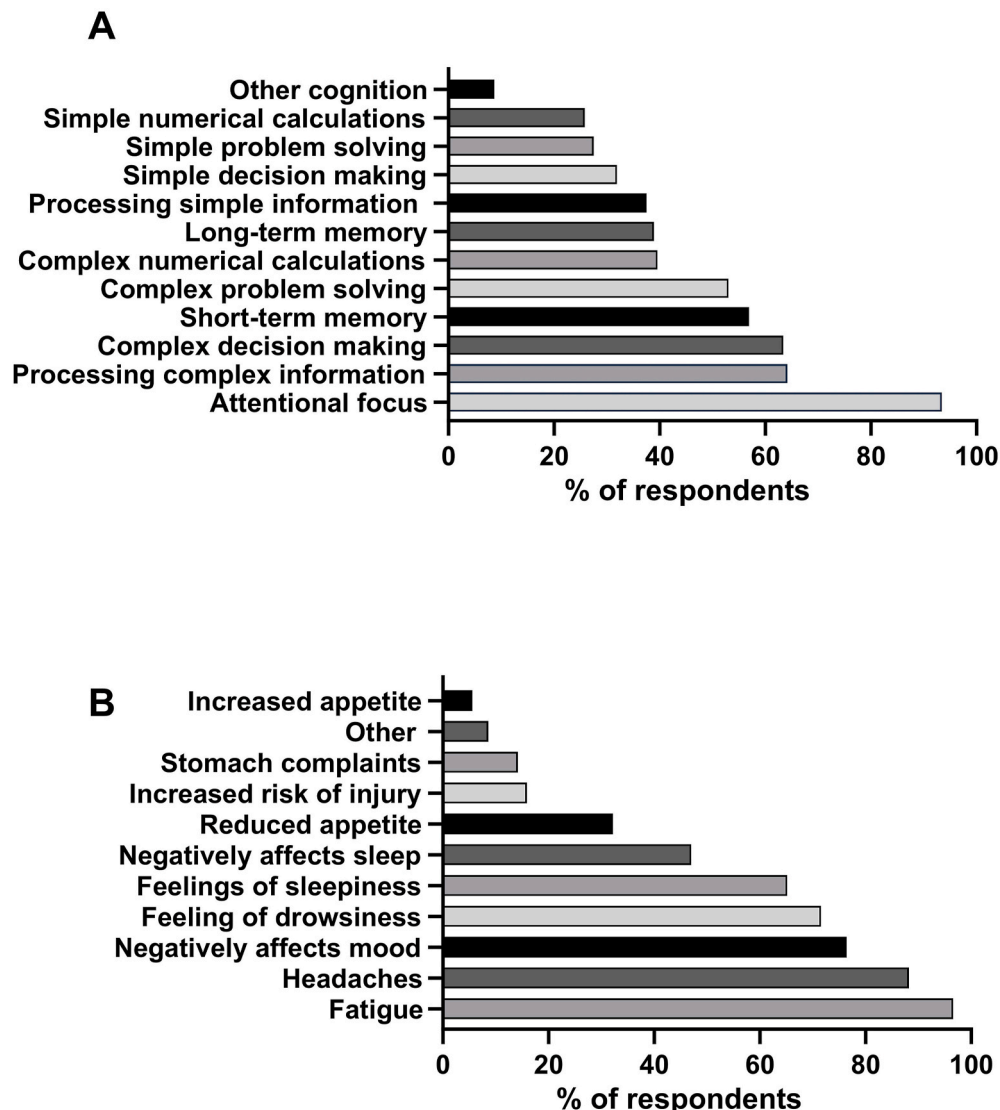 A
Other cognition
Simple numerical calculations
Simple problem solving
Simple decision making
Processing simple information
Long-term memory
Complex numerical calculations
Complex problem solving
Short-term memory
Complex decision making
Processing complex information
Attentional focus
0 20 40 60 80 100
% of respondents
B
Increased appetite
Other
Stomach complaints
Increased risk of injury
Reduced appetite
Negatively affects sleep
Feelings of sleepiness
Feeling of drowsiness
Negatively affects mood
Headaches
Fatigue
0 20 40 60 80 100
% of respondents